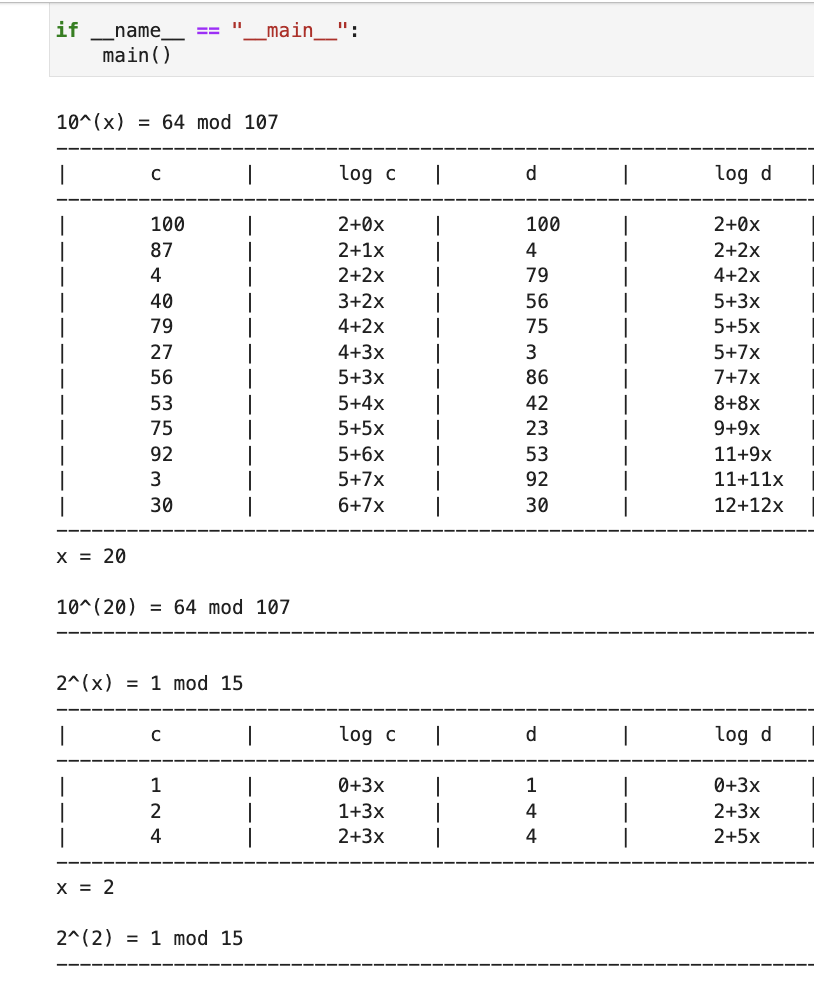 if __name__ == "__main__":
    main()
10^(x) = 64 mod 107
| c | log c | d | log d |
| 100 | 2+0x | 100 | 2+0x |
| 87 | 2+1x | 4 | 2+2x |
| 4 | 2+2x | 79 | 4+2x |
| 40 | 3+2x | 56 | 5+3x |
| 79 | 4+2x | 75 | 5+5x |
| 27 | 4+3x | 3 | 5+7x |
| 56 | 5+3x | 86 | 7+7x |
| 53 | 5+4x | 42 | 8+8x |
| 75 | 5+5x | 23 | 9+9x |
| 92 | 5+6x | 53 | 11+9x |
| 3 | 5+7x | 92 | 11+11x |
| 30 | 6+7x | 30 | 12+12x |
x = 20
10^(20) = 64 mod 107
2^(x) = 1 mod 15
| c | log c | d | log d |
| 1 | 0+3x | 1 | 0+3x |
| 2 | 1+3x | 4 | 2+3x |
| 4 | 2+3x | 4 | 2+5x |
x = 2
2^(2) = 1 mod 15